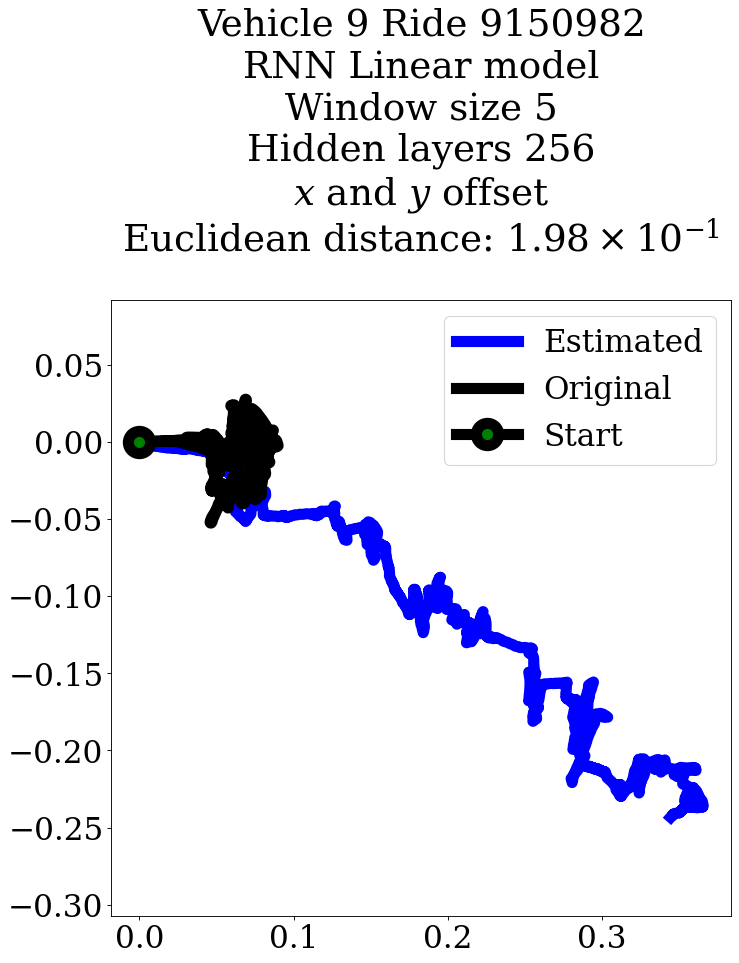 Vehicle 9 Ride 9150982
RNN Linear model
Window size 5
Hidden layers 256
x and y offset
Euclidean distance: 1.98 × 10⁻¹
Estimated
Original
Start
0.05
0.00
−0.05
−0.10
−0.15
−0.20
−0.25
−0.30
0.0 0.1 0.2 0.3